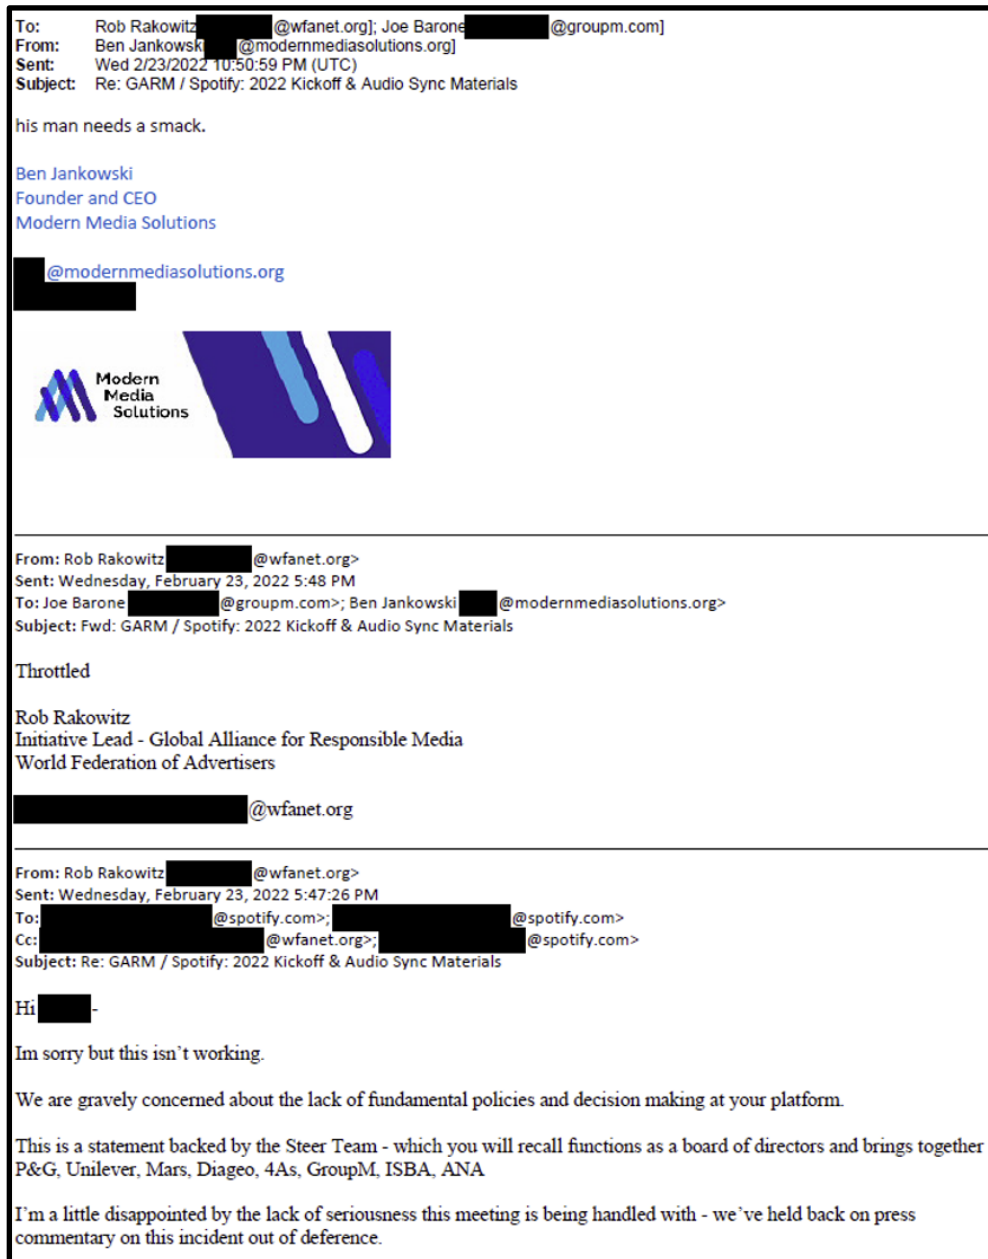 To: Rob Rakowitz @wfanet.org]; Joe Barone @groupm.com]
From: Ben Jankowski @modernmediasolutions.org]
Sent: Wed 2/23/2022 10:50:59 PM (UTC)
Subject: Re: GARM / Spotify: 2022 Kickoff & Audio Sync Materials
his man needs a smack.
Ben Jankowski
Founder and CEO
Modern Media Solutions
@modernmediasolutions.org
Modern
Media
Solutions
From: Rob Rakowitz @wfanet.org>
Sent: Wednesday, February 23, 2022 5:48 PM
To: Joe Barone @groupm.com>; Ben Jankowski @modernmediasolutions.org>
Subject: Fwd: GARM / Spotify: 2022 Kickoff & Audio Sync Materials
Throttled
Rob Rakowitz
Initiative Lead - Global Alliance for Responsible Media
World Federation of Advertisers
@wfanet.org
From: Rob Rakowitz @wfanet.org>
Sent: Wednesday, February 23, 2022 5:47:26 PM
To: @spotify.com>; @spotify.com>
Cc: @wfanet.org>; @spotify.com>
Subject: Re: GARM / Spotify: 2022 Kickoff & Audio Sync Materials
Hi -
Im sorry but this isn't working.
We are gravely concerned about the lack of fundamental policies and decision making at your platform.
This is a statement backed by the Steer Team - which you will recall functions as a board of directors and brings together
P&G, Unilever, Mars, Diageo, 4As, GroupM, ISBA, ANA
I'm a little disappointed by the lack of seriousness this meeting is being handled with - we've held back on press
commentary on this incident out of deference.